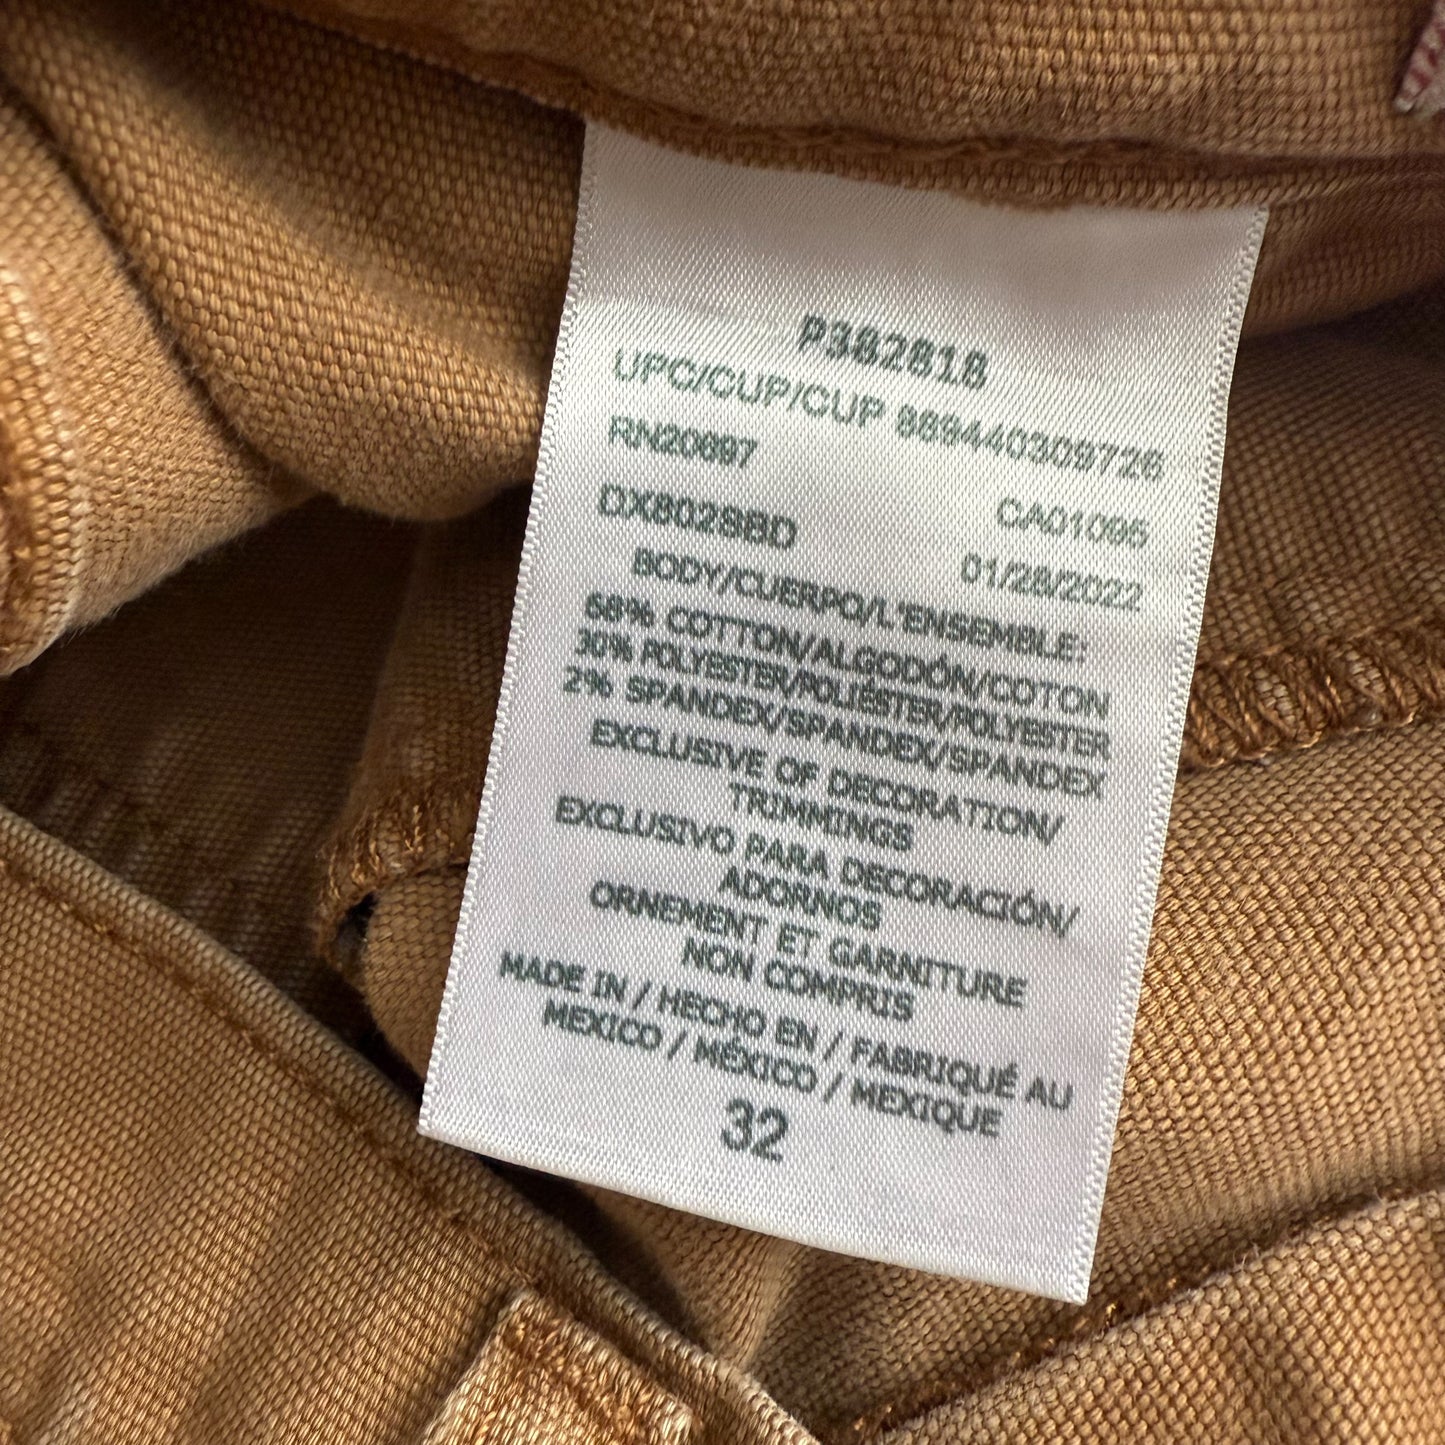 P382818
UPC/CUP/CUP 889440309726
RN20697
CA01095
DX802SBD
01/28/2022
BODY/CUERPO/L'ENSEMBLE:
68% COTTON/ALGODÓN/COTON
30% POLYESTER/POLIÉSTER/POLYESTER
2% SPANDEX/SPANDEX/SPANDEX
EXCLUSIVE OF DECORATION/
TRIMMINGS
EXCLUSIVO PARA DECORACIÓN/
ADORNOS
ORNEMENT ET GARNITURE
NON COMPRIS
MADE IN / HECHO EN / FABRIQUÉ AU
MEXICO / MÉXICO / MEXIQUE
32